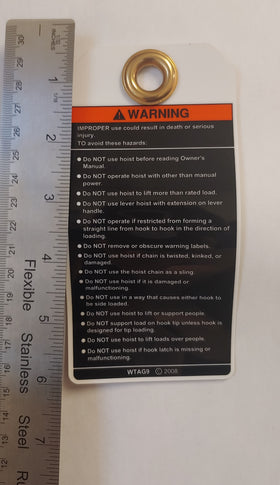 ⚠ WARNING
IMPROPER use could result in death or serious
injury.
TO avoid these hazards:
● Do NOT use hoist before reading Owner's
Manual.
● Do NOT operate hoist with other than manual
power.
● Do NOT use hoist to lift more than rated load.
● Do NOT use lever hoist with extension on lever
handle.
● Do NOT operate if restricted from forming a
straight line from hook to hook in the direction of
loading.
● Do NOT remove or obscure warning labels.
● Do NOT use hoist if chain is twisted, kinked, or
damaged.
● Do NOT use the hoist chain as a sling.
● Do NOT use hoist if it is damaged or
malfunctioning.
● Do NOT use in a way that causes either hook to
be side loaded.
● Do NOT use hoist to lift or support people.
● Do NOT support load on hook tip unless hook is
designed for tip loading.
● Do NOT use hoist to lift loads over people.
● Do NOT use hoist if hook latch is missing or
malfunctioning.
WTAG9 © 2008
Flexible Stainless Steel
1
2
3
4
5
6
7